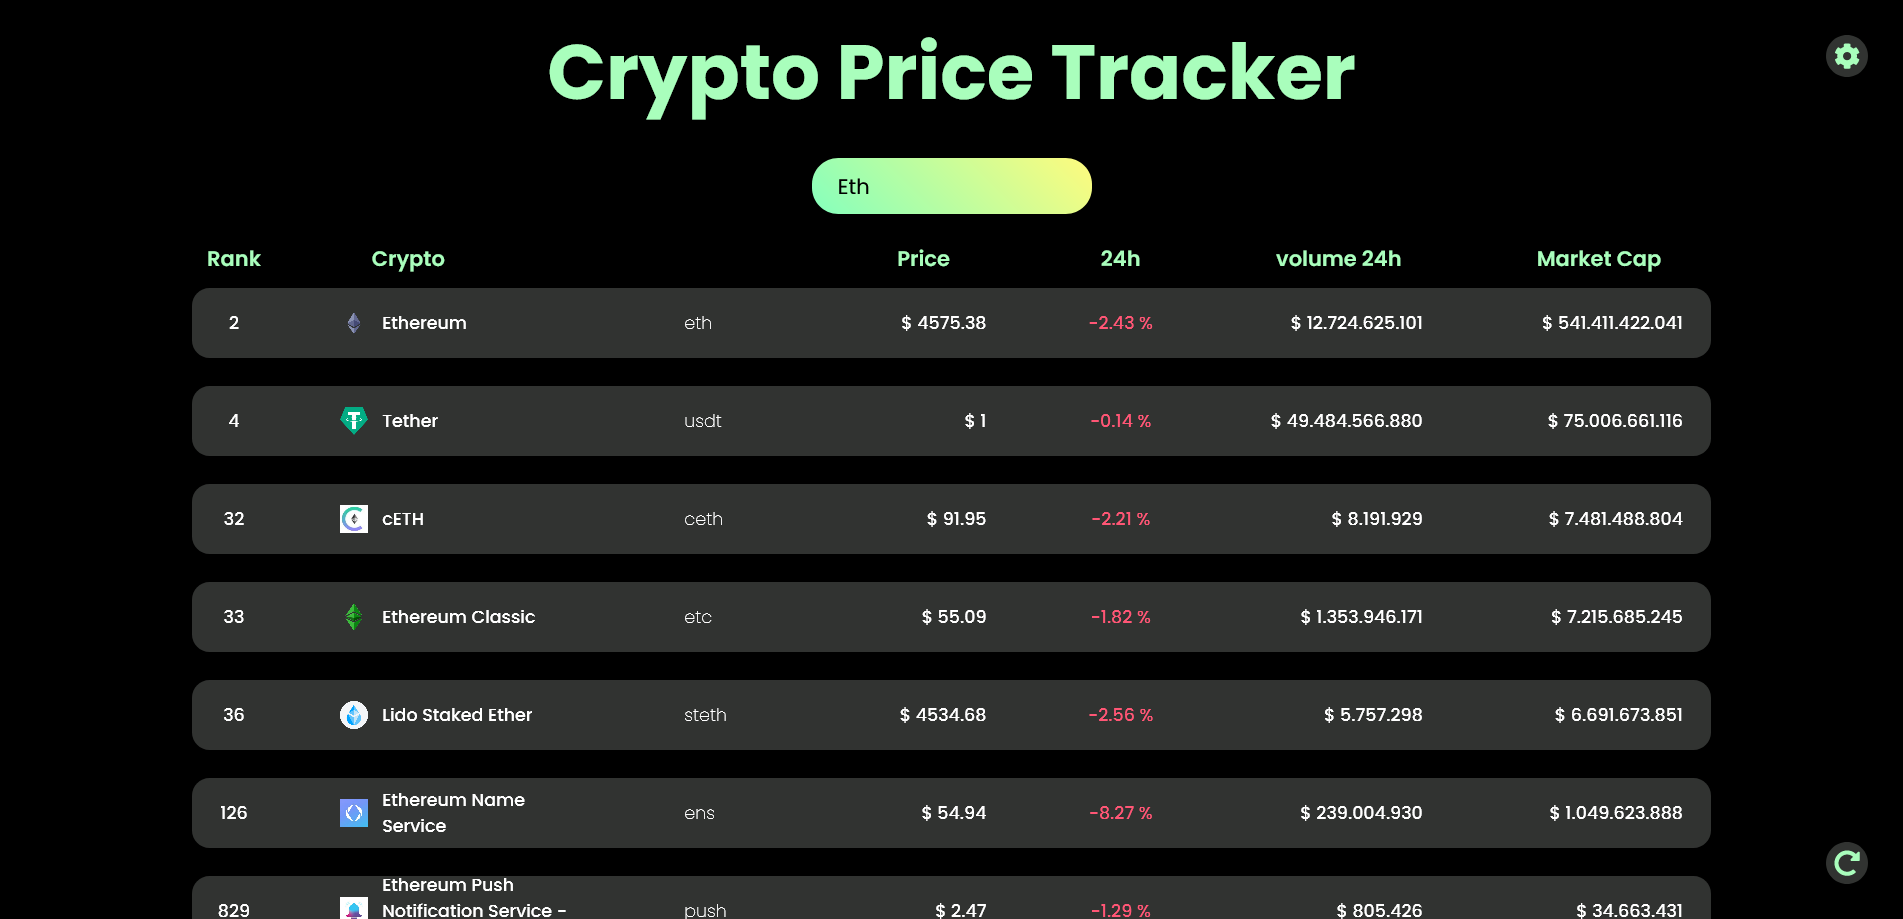 Crypto Price Tracker
Eth
Rank Crypto Price 24h volume 24h Market Cap
2 Ethereum eth $ 4575.38 -2.43 % $ 12.724.625.101 $ 541.411.422.041
4 Tether usdt $ 1 -0.14 % $ 49.484.566.880 $ 75.006.661.116
32 cETH ceth $ 91.95 -2.21 % $ 8.191.929 $ 7.481.488.804
33 Ethereum Classic etc $ 55.09 -1.82 % $ 1.353.946.171 $ 7.215.685.245
36 Lido Staked Ether steth $ 4534.68 -2.56 % $ 5.757.298 $ 6.691.673.851
Ethereum Name
126 Service ens $ 54.94 -8.27 % $ 239.004.930 $ 1.049.623.888
Ethereum Push
829 Notification Service - push $ 2.47 -1.29 % $ 805.426 $ 34.663.431